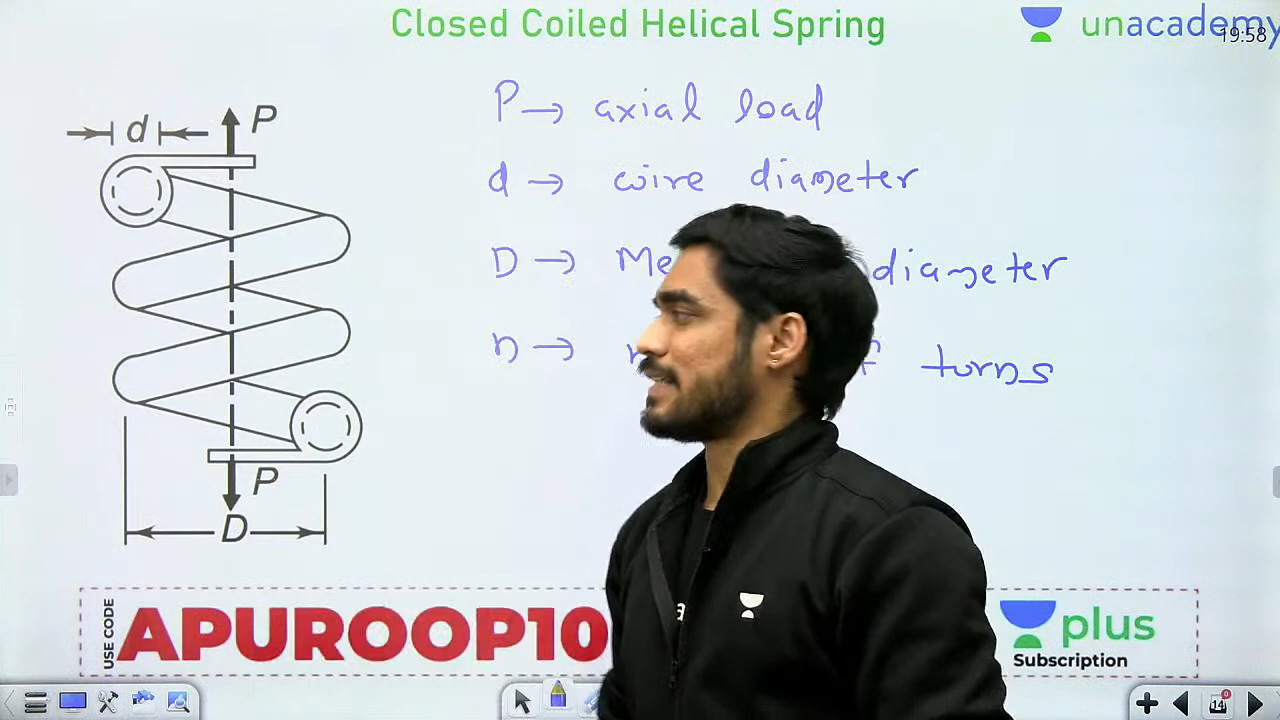 Closed Coiled Helical Spring
unacademy
19:58
P → axial load
d → wire diameter
D → Me diameter
n → turns
d
P
P
D
USE CODE
APUROOP10
plus
Subscription
14